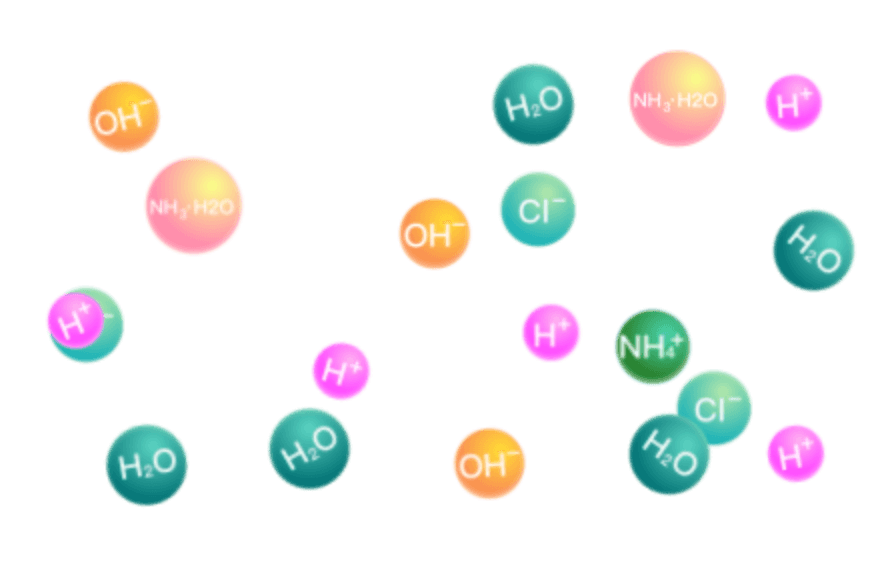 OH⁻
H₂O
NH₃·H2O
H⁺
NH₃·H2O
OH⁻
Cl⁻
H₂O
H⁺
⁻
H⁺
H⁺
NH₄⁺
Cl⁻
H₂O
H₂O
OH⁻
H₂O
H⁺